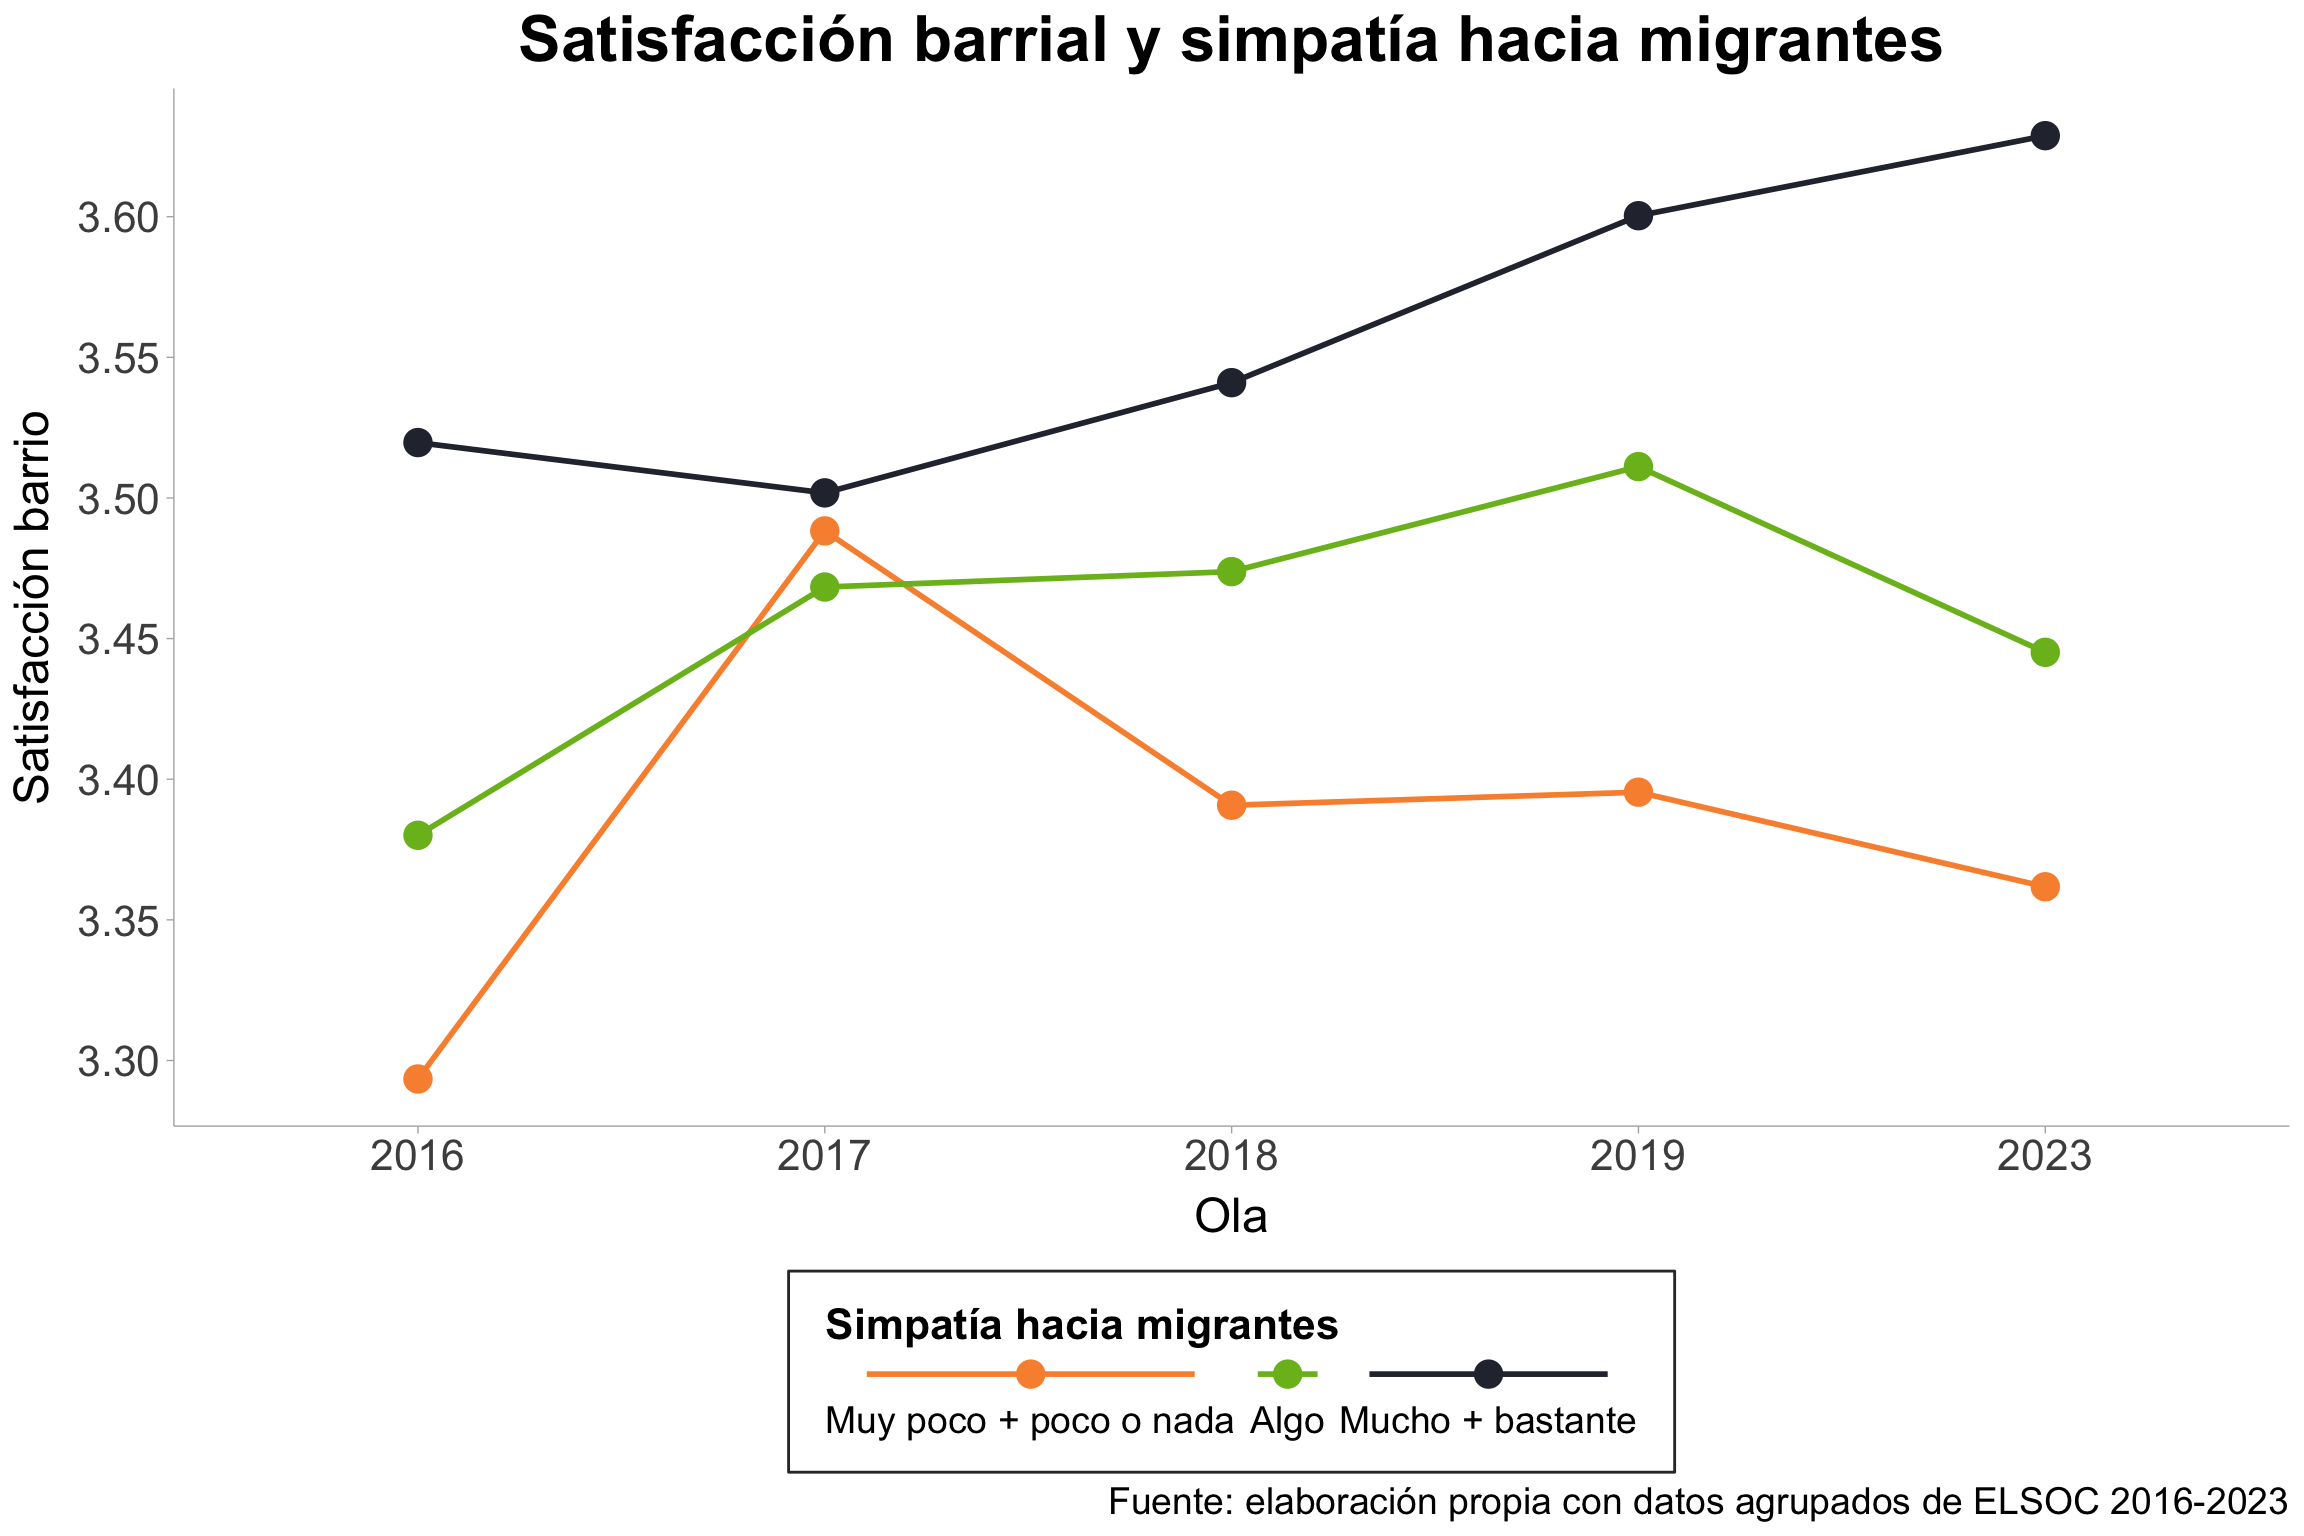 Satisfacción barrial y simpatía hacia migrantes
Satisfacción barrio
3.60
3.55
3.50
3.45
3.40
3.35
3.30
2016 2017 2018 2019 2023
Ola
Simpatía hacia migrantes
Muy poco + poco o nada Algo Mucho + bastante
Fuente: elaboración propia con datos agrupados de ELSOC 2016-2023